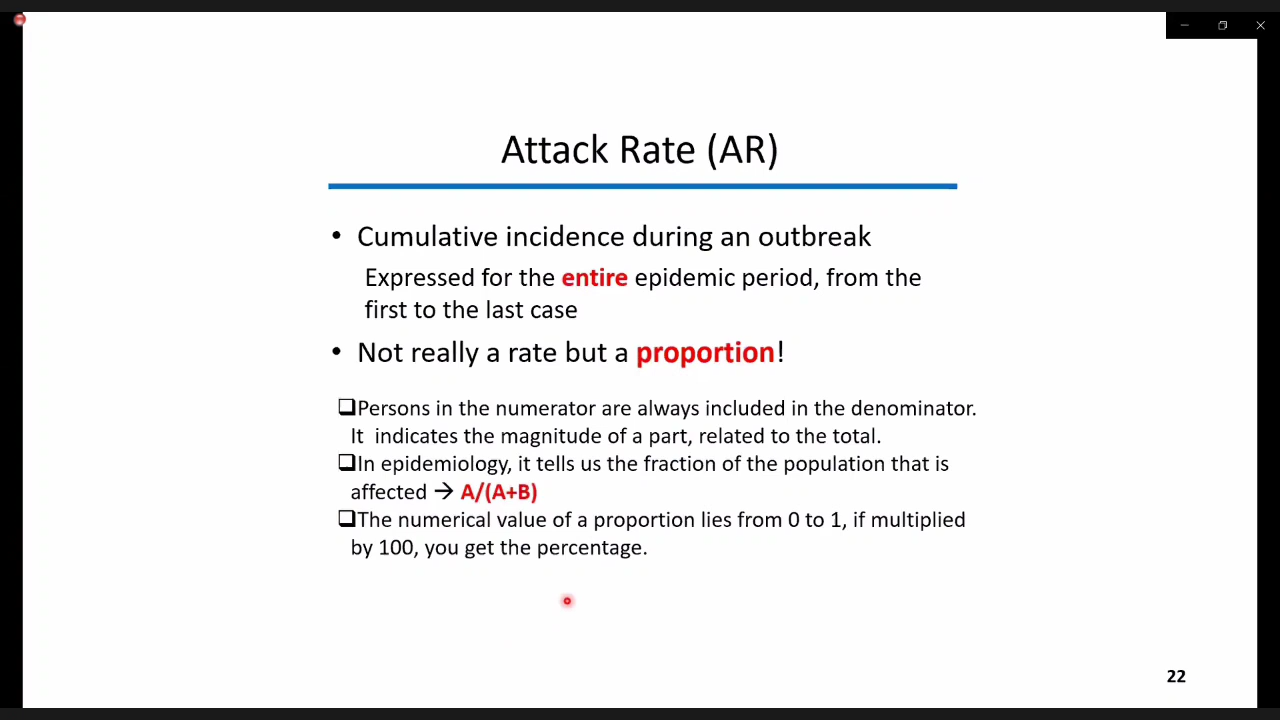 Attack Rate (AR)
• Cumulative incidence during an outbreak
Expressed for the entire epidemic period, from the
first to the last case
• Not really a rate but a proportion!
❑Persons in the numerator are always included in the denominator.
It indicates the magnitude of a part, related to the total.
❑In epidemiology, it tells us the fraction of the population that is
affected → A/(A+B)
❑The numerical value of a proportion lies from 0 to 1, if multiplied
by 100, you get the percentage.
22